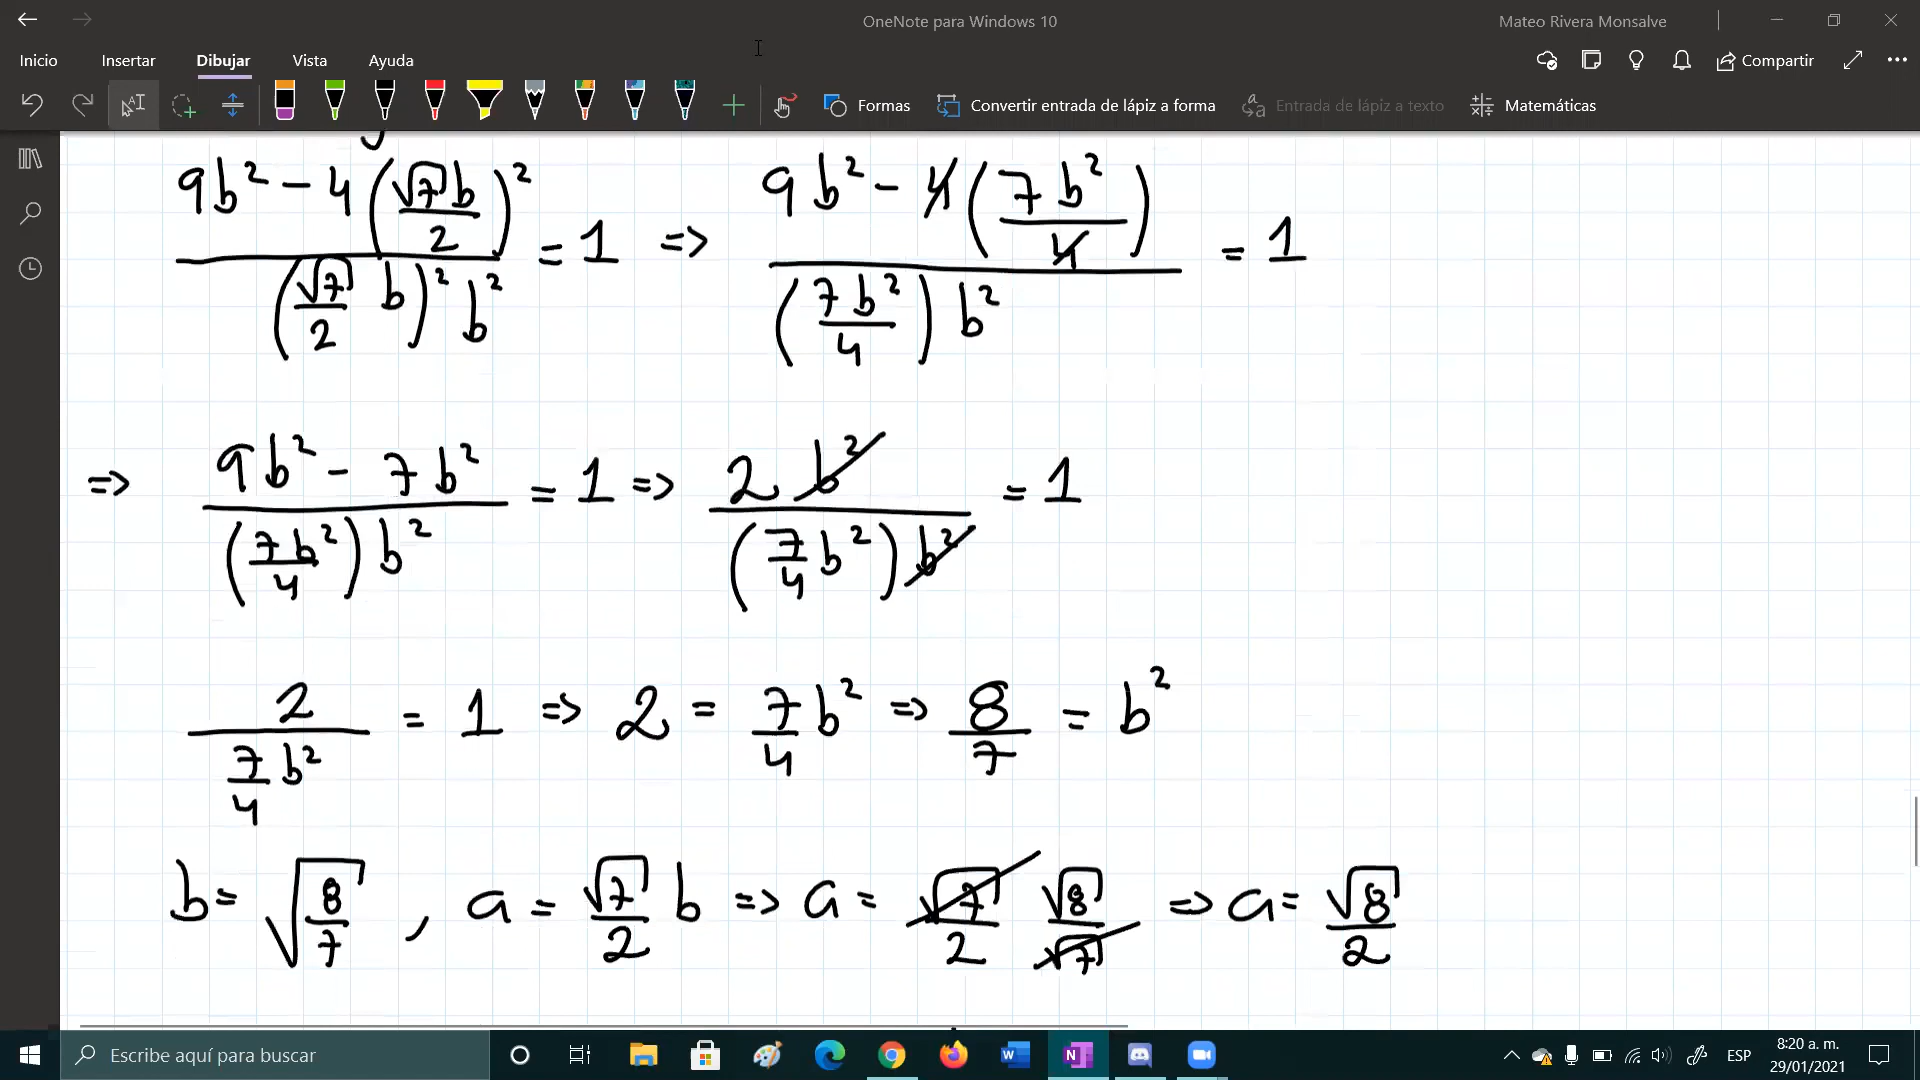 OneNote para Windows 10
Mateo Rivera Monsalve
Inicio Insertar Dibujar Vista Ayuda
Compartir
Formas Convertir entrada de lápiz a forma Entrada de lápiz a texto Matemáticas
(9b² - 4(√7 b/2)²) / ((√7/2 b)² b²) = 1 => (9b² - 4(7b²/4)) / ((7b²/4) b²) = 1
=> (9b² - 7b²) / ((7b²/4) b²) = 1 => 2b² / ((7/4 b²) b²) = 1
2 / (7/4 b²) = 1 => 2 = 7/4 b² => 8/7 = b²
b = √(8/7) , a = √7/2 b => a = √7/2 √8/√7 => a = √8/2
Escribe aquí para buscar
ESP
8:20 a. m.
29/01/2021